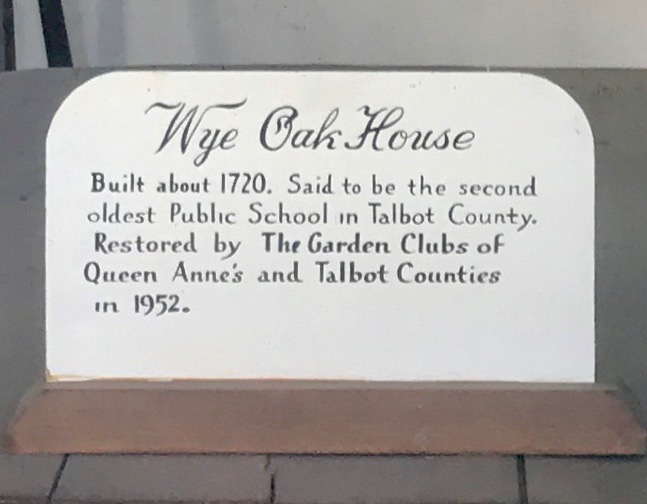 Wye Oak House
Built about 1720. Said to be the second
oldest Public School in Talbot County.
Restored by The Garden Clubs of
Queen Anne's and Talbot Counties
in 1952.